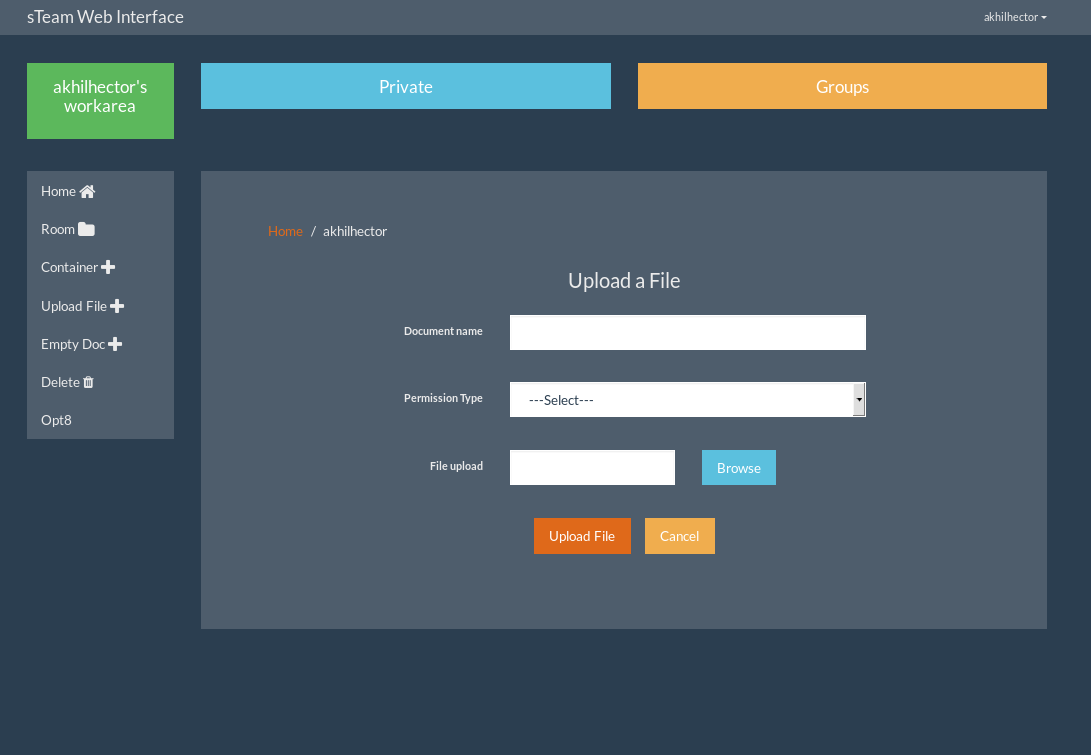 sTeam Web Interface
akhilhector
akhilhector's
workarea
Private
Groups
Home
Room
Container
Upload File
Empty Doc
Delete
Opt8
Home / akhilhector
Upload a File
Document name
Permission Type
---Select---
File upload
Browse
Upload File
Cancel